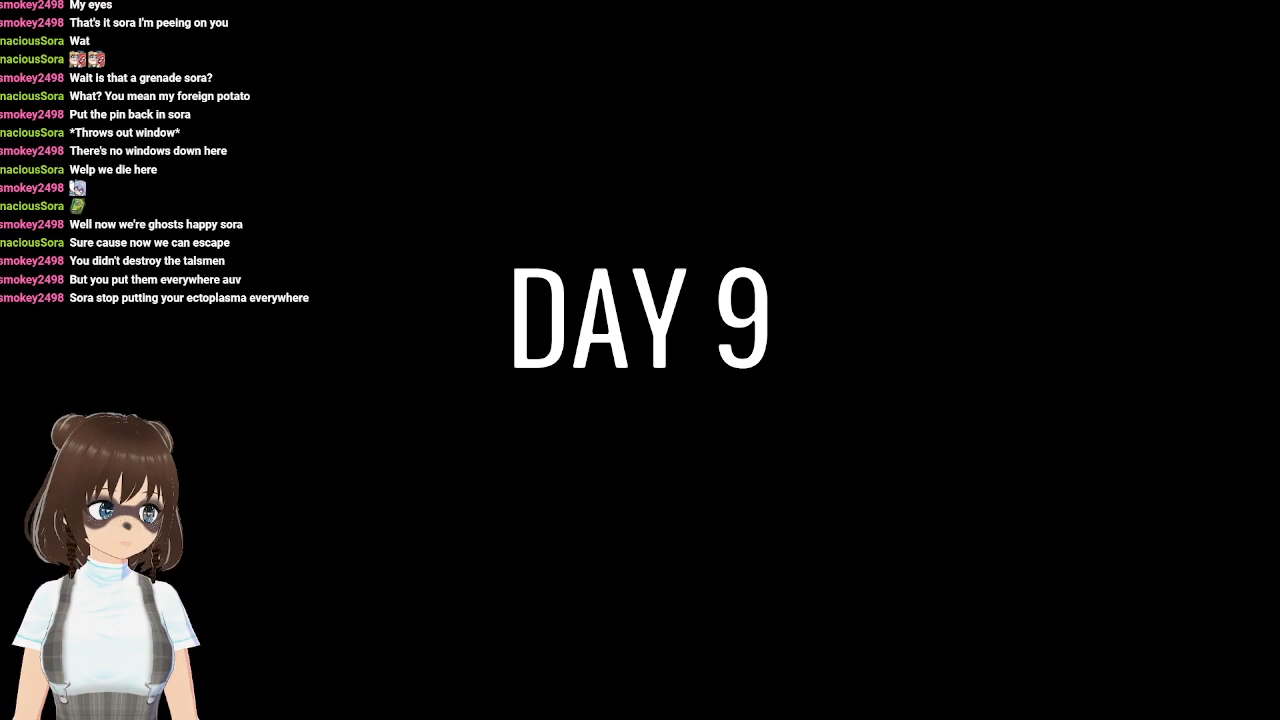 smokey2498 My eyes
smokey2498 That's it sora I'm peeing on you
naciousSora Wat
naciousSora
smokey2498 Wait is that a grenade sora?
naciousSora What? You mean my foreign potato
smokey2498 Put the pin back in sora
naciousSora *Throws out window*
smokey2498 There's no windows down here
naciousSora Welp we die here
smokey2498
naciousSora
smokey2498 Well now we're ghosts happy sora
naciousSora Sure cause now we can escape
smokey2498 You didn't destroy the talsmen
smokey2498 But you put them everywhere auv
smokey2498 Sora stop putting your ectoplasma everywhere
DAY 9